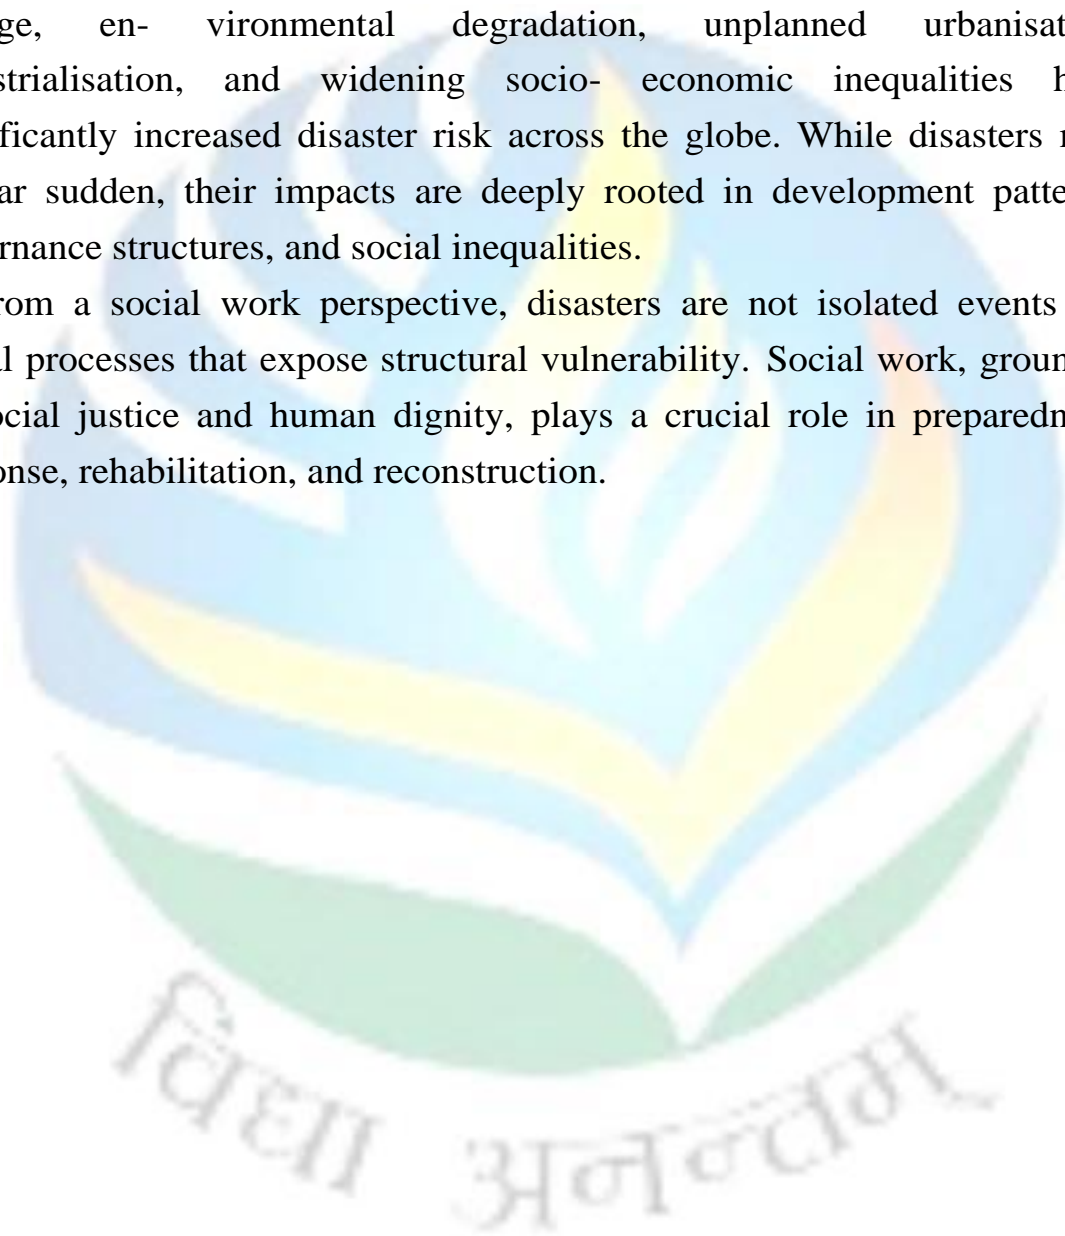 ge, en- vironmental degradation, unplanned urbanisat
strialisation, and widening socio- economic inequalities h
ficantly increased disaster risk across the globe. While disasters
ar sudden, their impacts are deeply rooted in development patte
rnance structures, and social inequalities.
rom a social work perspective, disasters are not isolated events
l processes that expose structural vulnerability. Social work, groun
ocial justice and human dignity, plays a crucial role in preparedn
onse, rehabilitation, and reconstruction.
विद्या अनन्तम्